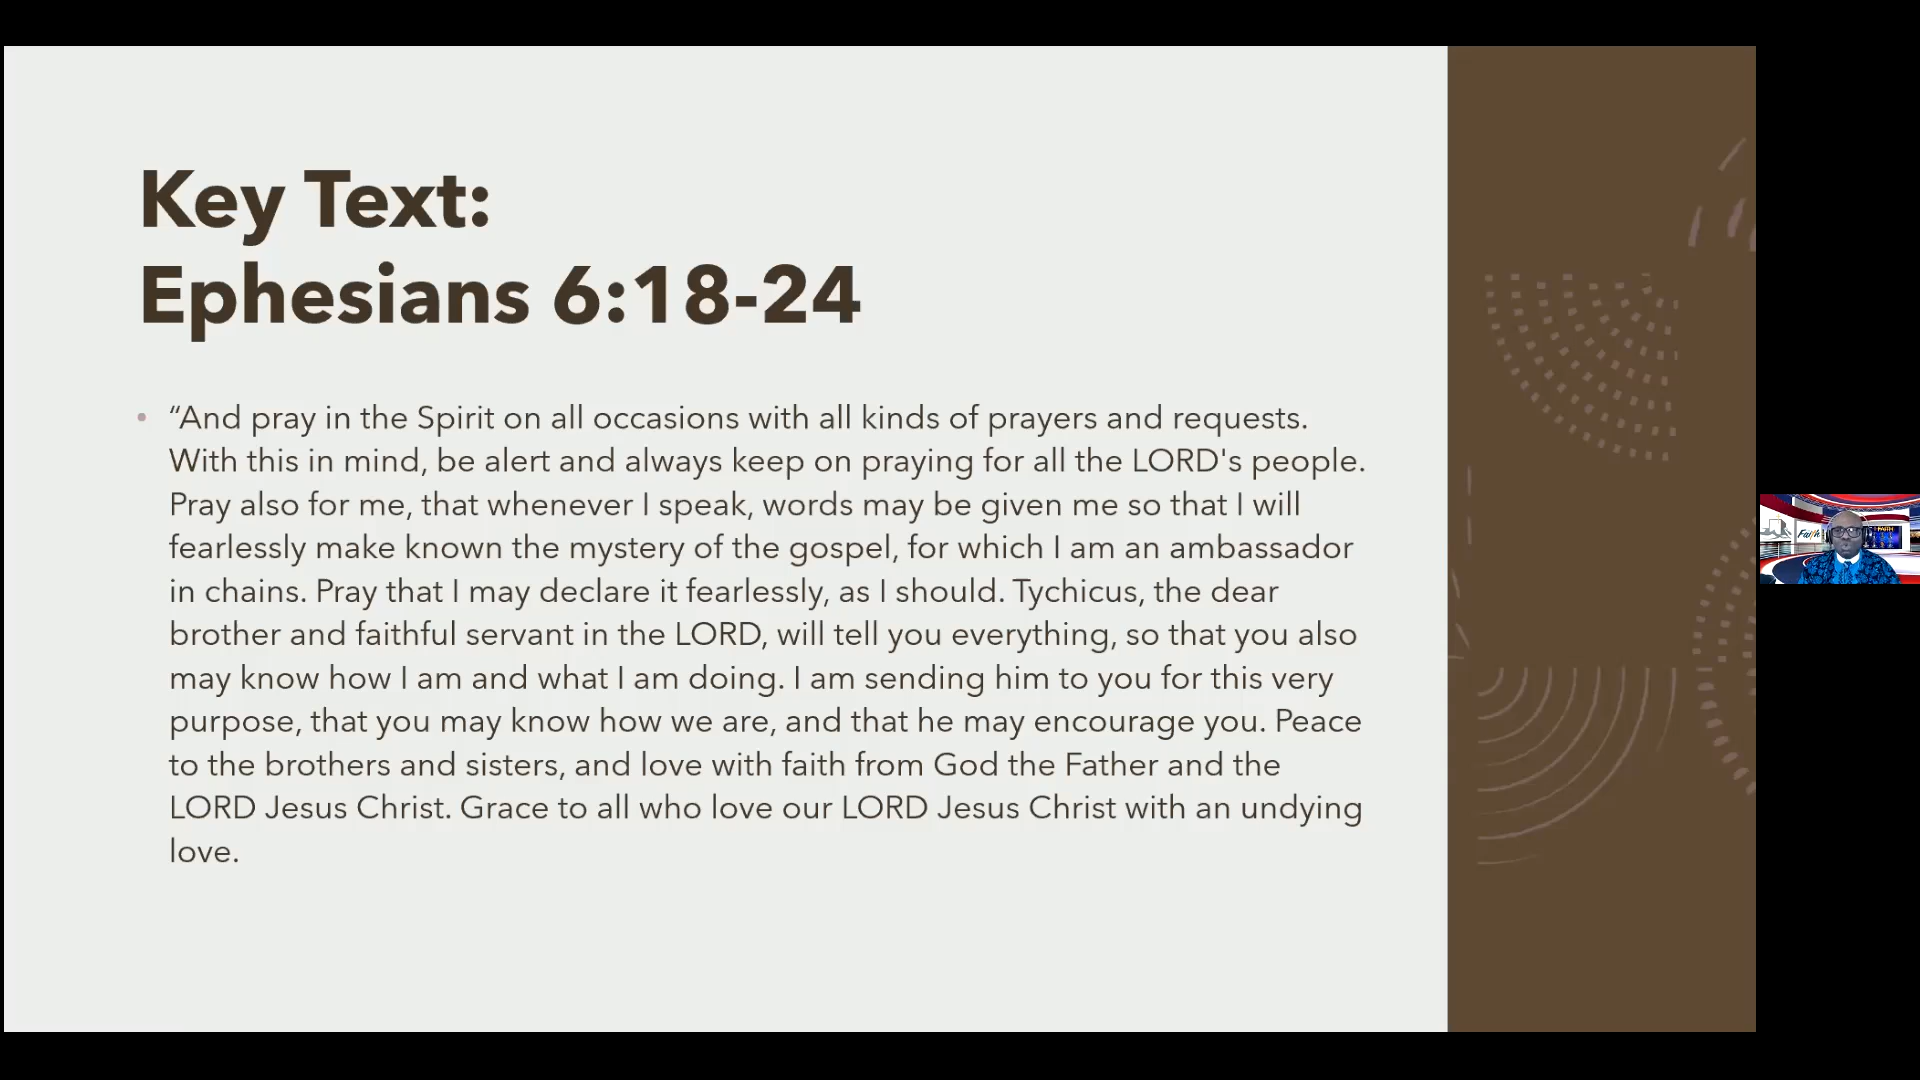 Key Text:
Ephesians 6:18-24
• “And pray in the Spirit on all occasions with all kinds of prayers and requests.
With this in mind, be alert and always keep on praying for all the LORD's people.
Pray also for me, that whenever I speak, words may be given me so that I will
fearlessly make known the mystery of the gospel, for which I am an ambassador
in chains. Pray that I may declare it fearlessly, as I should. Tychicus, the dear
brother and faithful servant in the LORD, will tell you everything, so that you also
may know how I am and what I am doing. I am sending him to you for this very
purpose, that you may know how we are, and that he may encourage you. Peace
to the brothers and sisters, and love with faith from God the Father and the
LORD Jesus Christ. Grace to all who love our LORD Jesus Christ with an undying
love.
Faith
FAITH